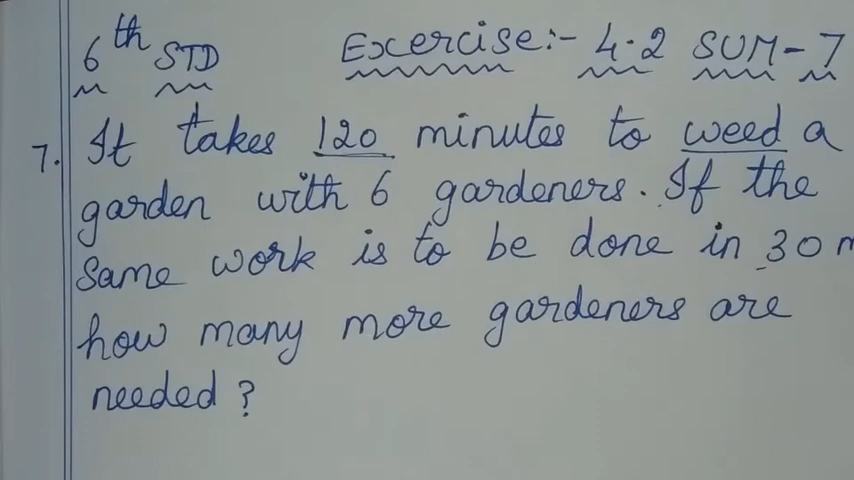 6th STD Exercise:- 4.2 SUM-7
7. It takes 120 minutes to weed a
garden with 6 gardeners. If the
same work is to be done in 30
how many more gardeners are
needed?